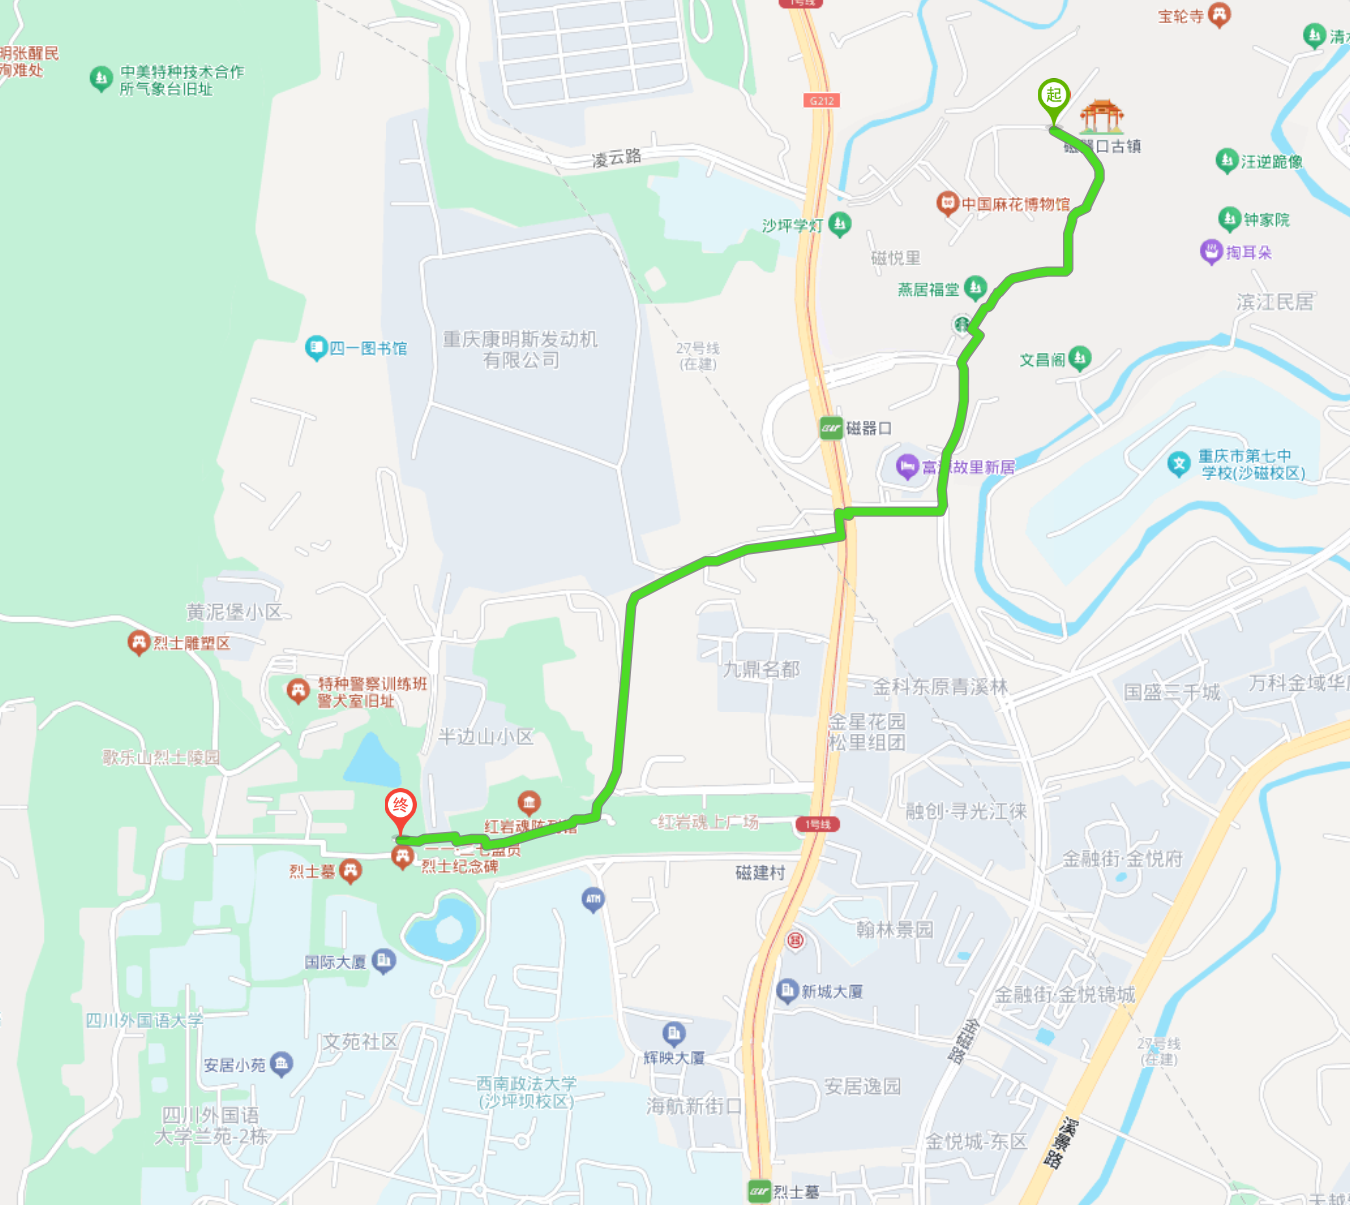 1号线
宝轮寺
清水
明张醒民
殉难处
中美特种技术合作
所气象台旧址
起
G212
磁器口古镇
凌云路
汪逆跪像
中国麻花博物馆
沙坪学灯
钟家院
掏耳朵
磁悦里
燕居福堂
滨江民居
重庆康明斯发动机
有限公司
四一图书馆
27号线
(在建)
文昌阁
磁器口
重庆市第七中
学校(沙磁校区)
故里新居
黄泥堡小区
烈士雕塑区
特种警察训练班
警犬室旧址
九鼎名都
金科东原青溪林
国盛三千城
万科金域华府
金星花园
松里组团
半边山小区
歌乐山烈士陵园
终
红岩魂陈列馆
红岩魂上广场
1号线
融创·寻光江徕
烈士纪念碑
烈士墓
磁建村
金融街·金悦府
ATM
翰林景园
国际大厦
新城大厦
金融街·金悦锦城
四川外国语大学
文苑社区
辉映大厦
金磁路
27号线
(在建)
安居小苑
西南政法大学
(沙坪坝校区)
海航新街口
安居逸园
四川外国语
大学兰苑-2栋
金悦城-东区
溪景路
烈士墓